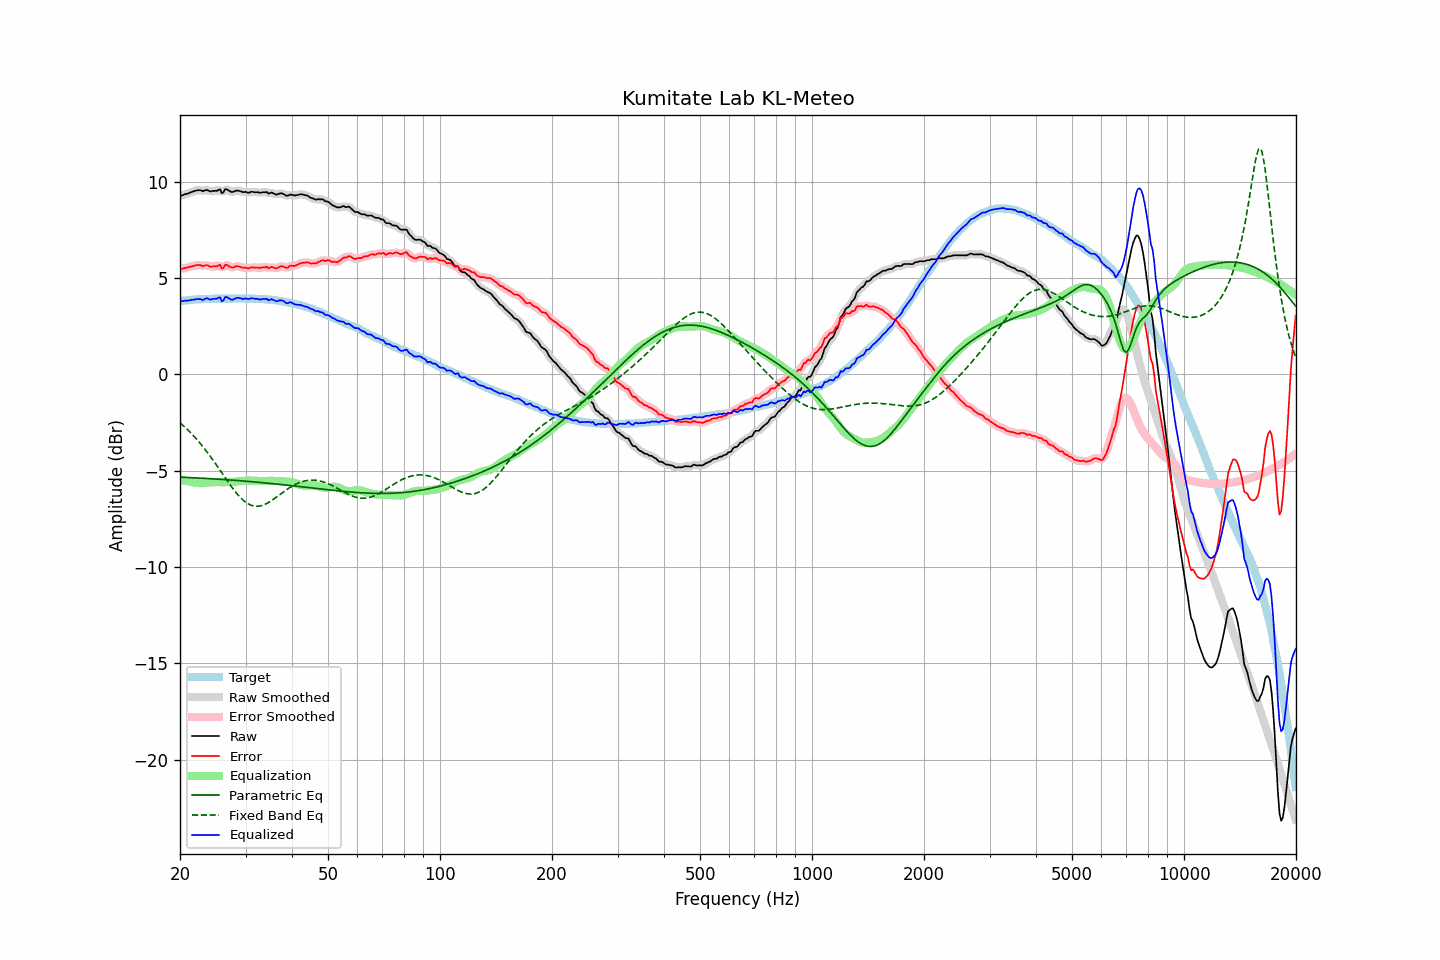 Kumitate Lab KL-Meteo
Amplitude (dBr)
10
5
0
−5
−10
−15
−20
Target
Raw Smoothed
Error Smoothed
Raw
Error
Equalization
Parametric Eq
Fixed Band Eq
Equalized
20 50 100 200 500 1000 2000 5000 10000 20000
Frequency (Hz)